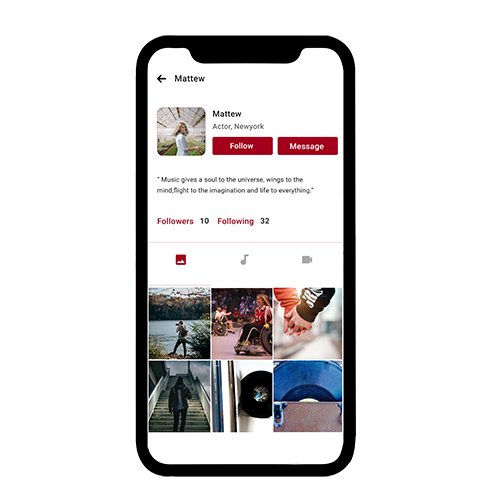 Mattew
Mattew
Actor, Newyork
Follow Message
" Music gives a soul to the universe, wings to the
mind,flight to the imagination and life to everything."
Followers 10 Following 32